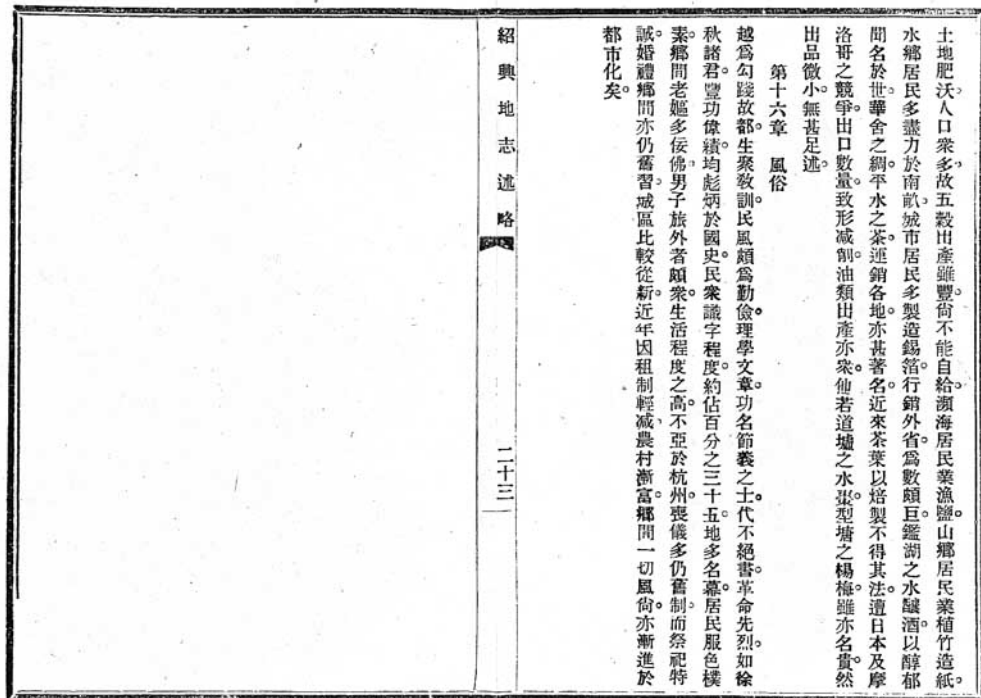 土地肥沃。人口衆多。故五穀出產雖豐。尙不能自給。瀕海居民業漁鹽。山鄕居民業植竹造紙。
水鄕居民多盡力於南畝。城市居民多製造錫箔。行銷外省。爲數頗巨。鑑湖之水釀酒。以醇郁
聞名於世。華舍之綢。平水之茶。運銷各地。亦甚著名。近來茶葉以焙製不得其法。遭日本及摩
洛哥之競爭。出口數量。致形減削。油類出產亦衆。他若道墟之水棗。型塘之楊梅。雖亦名貴。然
出品微小。無甚足述。
第十六章　風俗
越爲勾踐故都。生聚敎訓。民風頗爲勤儉。理學文章功名節義之士。代不絕書。革命先烈。如徐
秋諸君。豐功偉績。均彪炳於國史。民衆識字程度。約佔百分之三十五。地多名幕。居民服色樸
素。鄕間老嫗多佞佛。男子旅外者頗衆。生活程度之高。不亞於杭州。喪儀多仍舊制。而祭祀特
誠。婚禮鄕間亦仍舊習。城區比較從新。近年因租制輕減。農村漸富。鄕間一切風尙。亦漸進於
都市化矣。
紹興地志述略
二十三